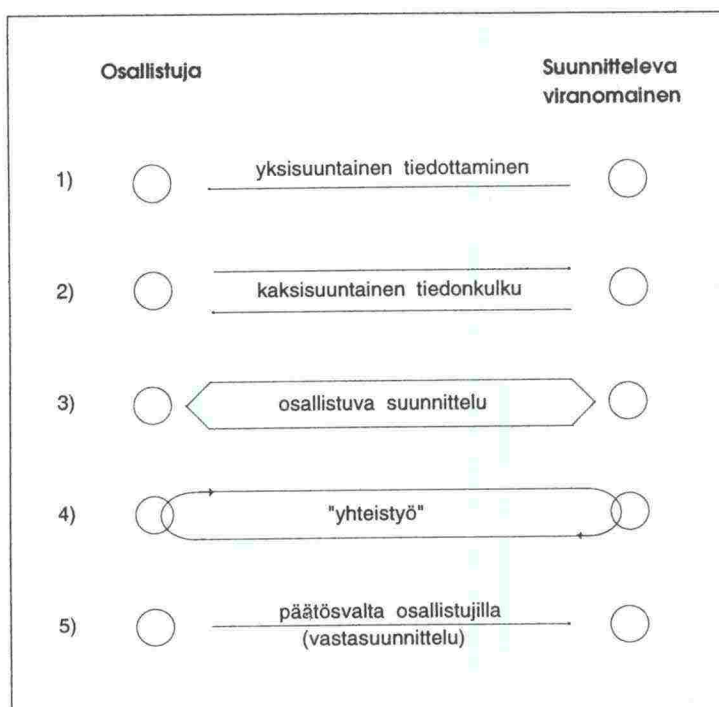 Osallistuja
Suunnitteleva
viranomainen
1) yksisuuntainen tiedottaminen
2) kaksisuuntainen tiedonkulku
3) osallistuva suunnittelu
4) "yhteistyö"
5) päätösvalta osallistujilla
(vastasuunnittelu)